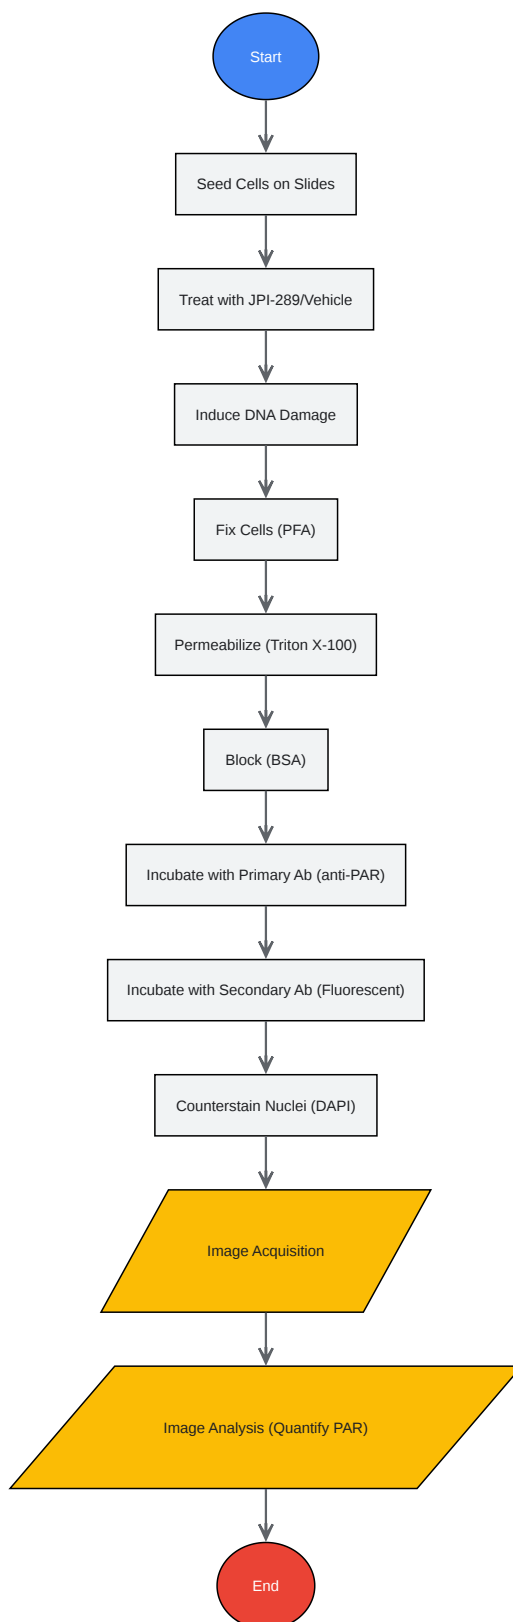 Start
Seed Cells on Slides
Treat with JPI-289/Vehicle
Induce DNA Damage
Fix Cells (PFA)
Permeabilize (Triton X-100)
Block (BSA)
Incubate with Primary Ab (anti-PAR)
Incubate with Secondary Ab (Fluorescent)
Counterstain Nuclei (DAPI)
Image Acquisition
Image Analysis (Quantify PAR)
End